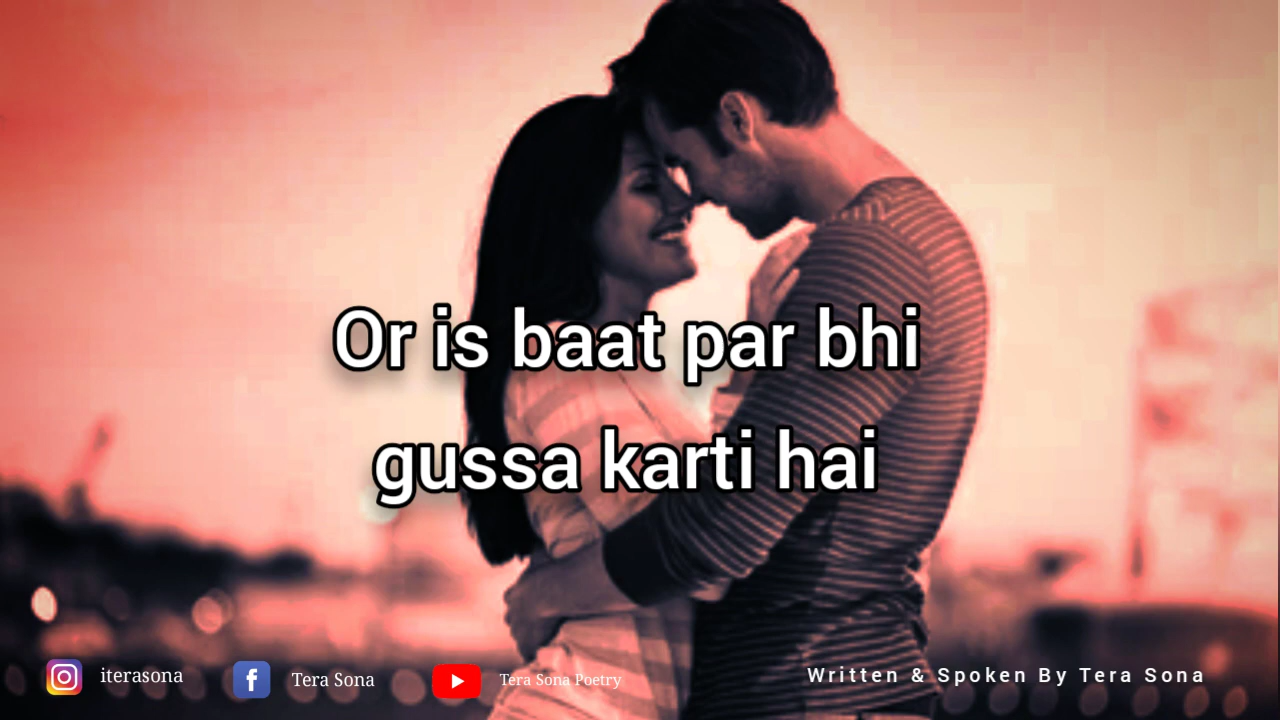 Or is baat par bhi
gussa karti hai
iterasona
Tera Sona
Tera Sona Poetry
Written & Spoken By Tera Sona